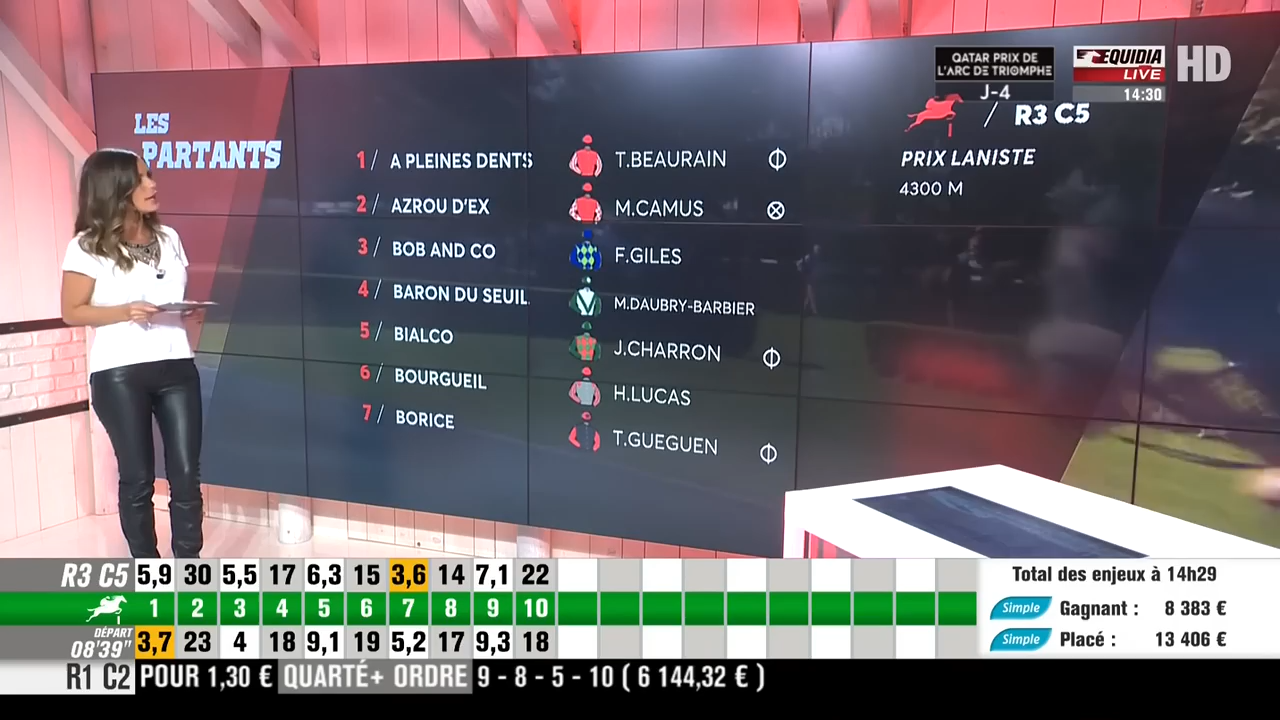 LES
PARTANTS
1 / A PLEINES DENTS T.BEAURAIN
2 / AZROU D'EX M.CAMUS
3 / BOB AND CO F.GILES
4 / BARON DU SEUIL M.DAUBRY-BARBIER
5 / BIALCO J.CHARRON
6 / BOURGUEIL H.LUCAS
7 / BORICE T.GUEGUEN
QATAR PRIX DE
L'ARC DE TRIOMPHE
J-4
EQUIDIA
LIVE
HD
14:30
/ R3 C5
PRIX LANISTE
4300 M
R3 C5 5,9 30 5,5 17 6,3 15 3,6 14 7,1 22
1 2 3 4 5 6 7 8 9 10
DÉPART
08'39" 3,7 23 4 18 9,1 19 5,2 17 9,3 18
Total des enjeux à 14h29
Simple Gagnant : 8 383 €
Simple Placé : 13 406 €
R1 C2 POUR 1,30 € QUARTÉ+ ORDRE 9 - 8 - 5 - 10 ( 6 144,32 € )